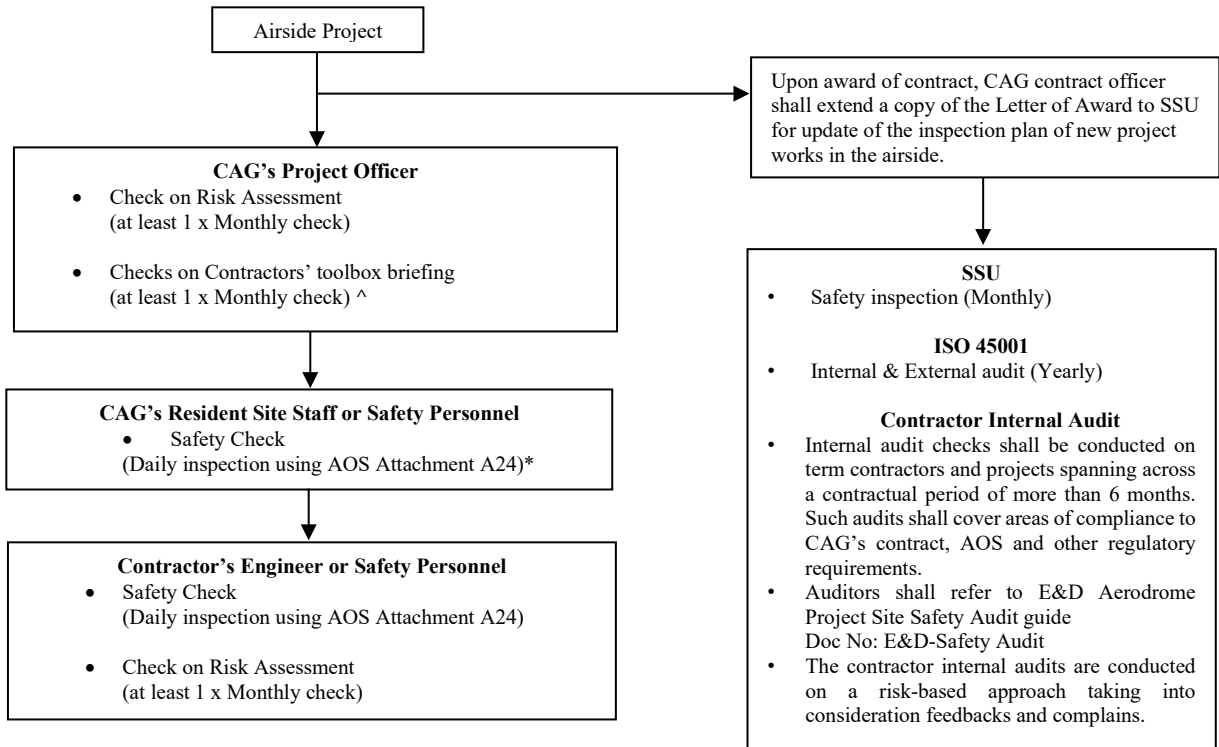 Airside Project
Upon award of contract, CAG contract officer
shall extend a copy of the Letter of Award to SSU
for update of the inspection plan of new project
works in the airside.
CAG’s Project Officer
• Check on Risk Assessment
(at least 1 x Monthly check)
• Checks on Contractors’ toolbox briefing
(at least 1 x Monthly check) ^
CAG’s Resident Site Staff or Safety Personnel
• Safety Check
(Daily inspection using AOS Attachment A24)*
Contractor’s Engineer or Safety Personnel
• Safety Check
(Daily inspection using AOS Attachment A24)
• Check on Risk Assessment
(at least 1 x Monthly check)
SSU
• Safety inspection (Monthly)
ISO 45001
• Internal & External audit (Yearly)
Contractor Internal Audit
• Internal audit checks shall be conducted on
term contractors and projects spanning across
a contractual period of more than 6 months.
Such audits shall cover areas of compliance to
CAG’s contract, AOS and other regulatory
requirements.
• Auditors shall refer to E&D Aerodrome
Project Site Safety Audit guide
Doc No: E&D-Safety Audit
• The contractor internal audits are conducted
on a risk-based approach taking into
consideration feedbacks and complains.